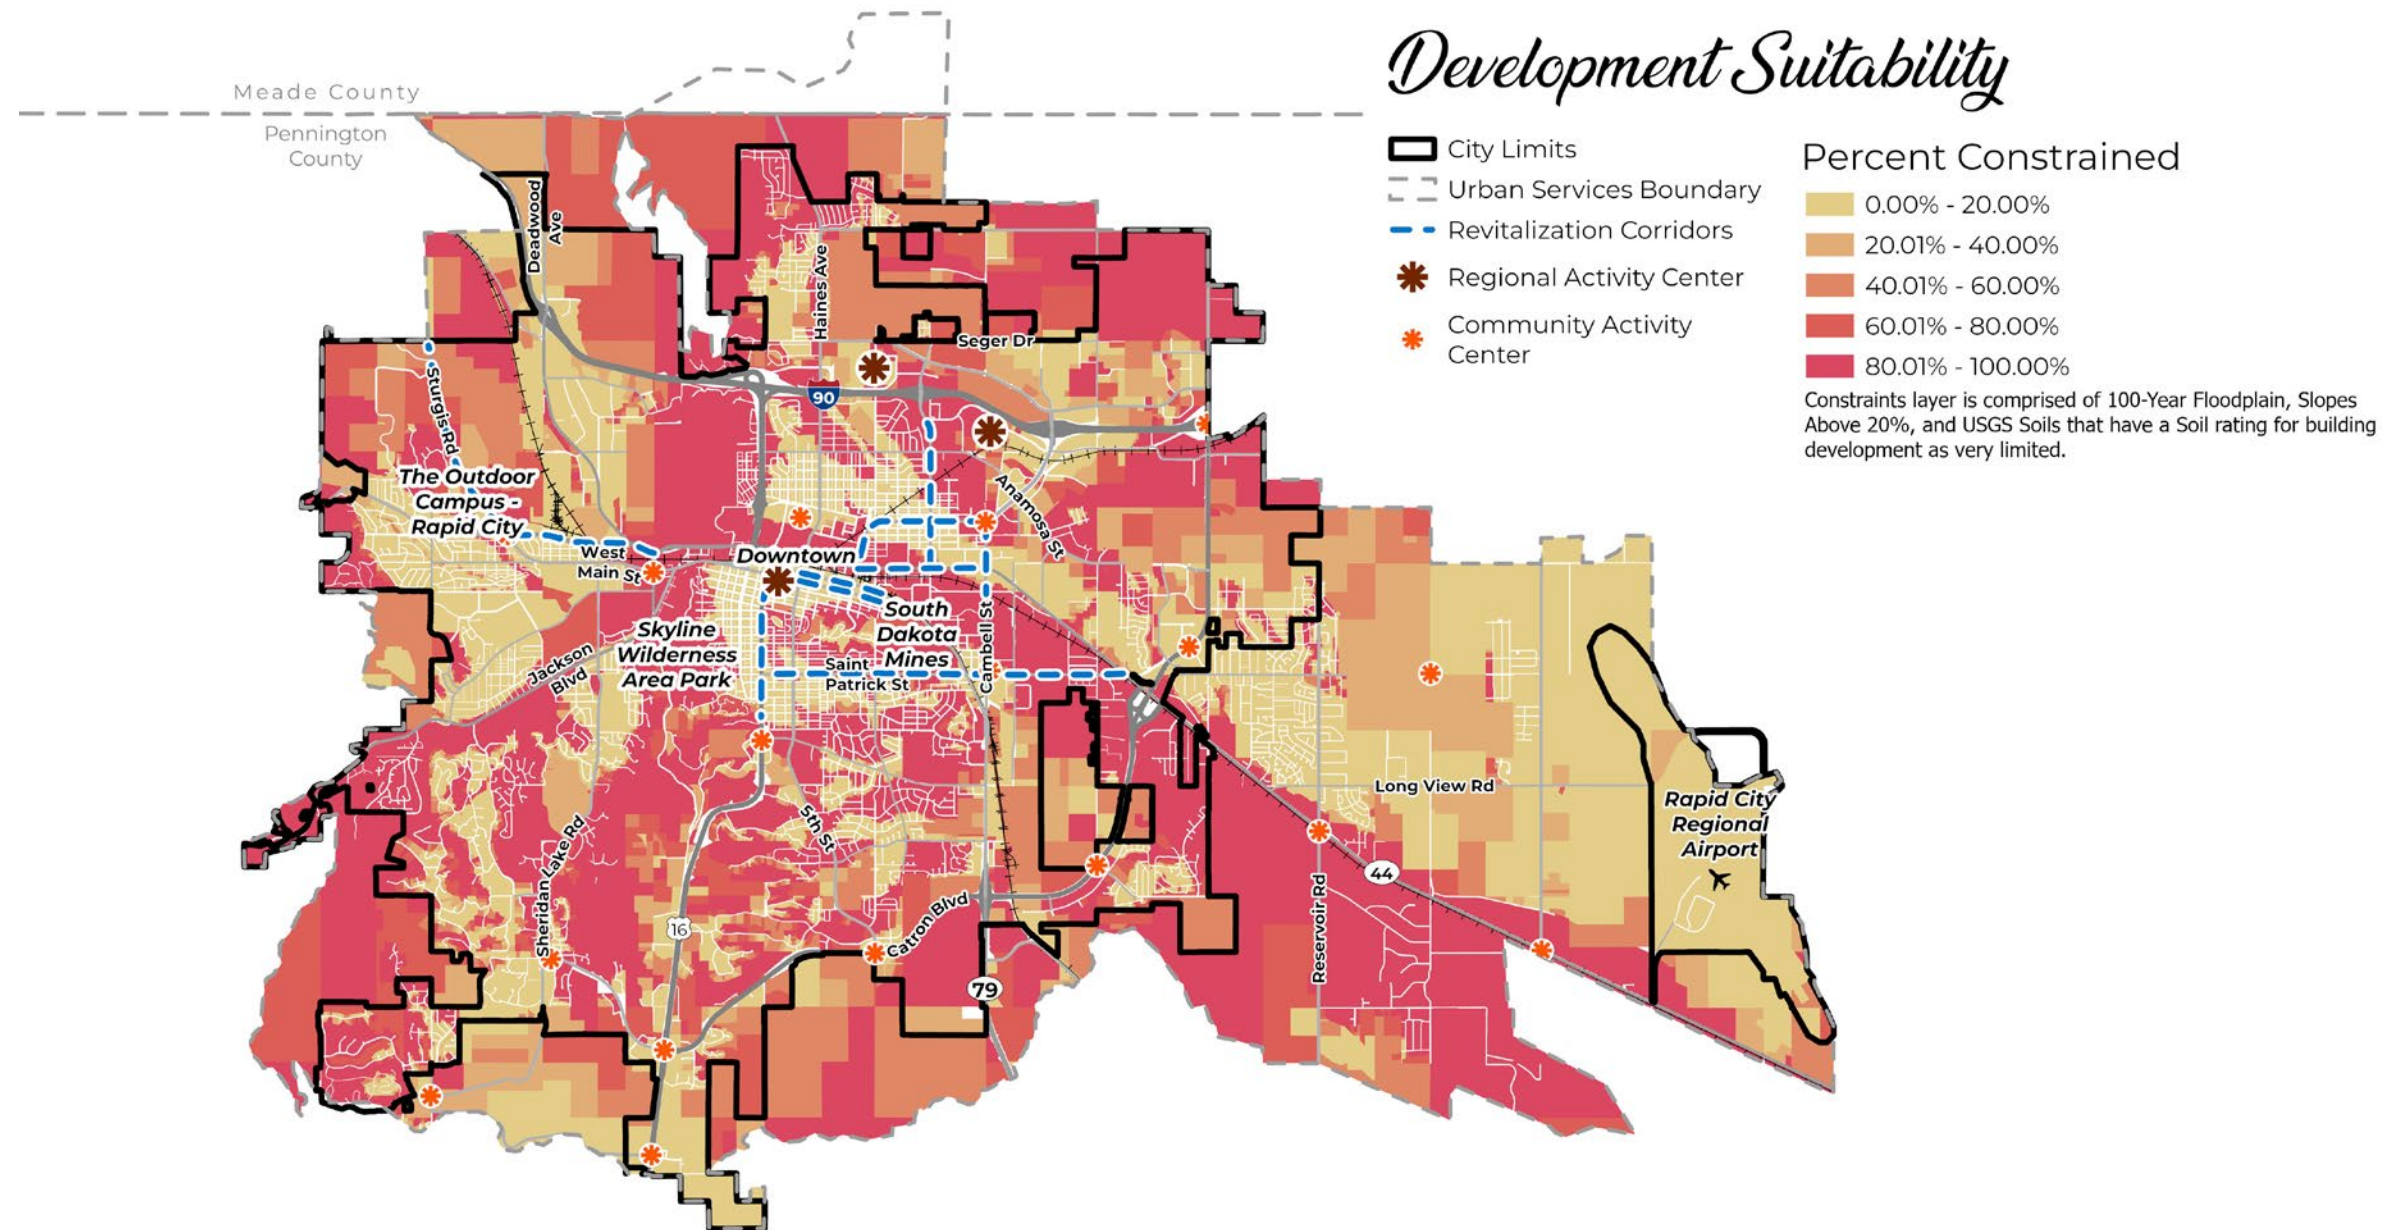 Development Suitability
Meade County
Pennington
County
City Limits
Urban Services Boundary
Revitalization Corridors
Regional Activity Center
Community Activity
Center
Percent Constrained
0.00% - 20.00%
20.01% - 40.00%
40.01% - 60.00%
60.01% - 80.00%
80.01% - 100.00%
Constraints layer is comprised of 100-Year Floodplain, Slopes
Above 20%, and USGS Soils that have a Soil rating for building
development as very limited.
Deadwood
Ave
Haines Ave
Seger Dr
90
Sturgis Rd
The Outdoor
Campus -
Rapid City
Anamosa St
West
Main St
Downtown
South
Dakota
Mines
Skyline
Wilderness
Area Park
Cambell St
Saint
Patrick St
Jackson
Blvd
Long View Rd
Rapid City
Regional
Airport
5th St
Sheridan Lake Rd
44
Reservoir Rd
16
Catron Blvd
79